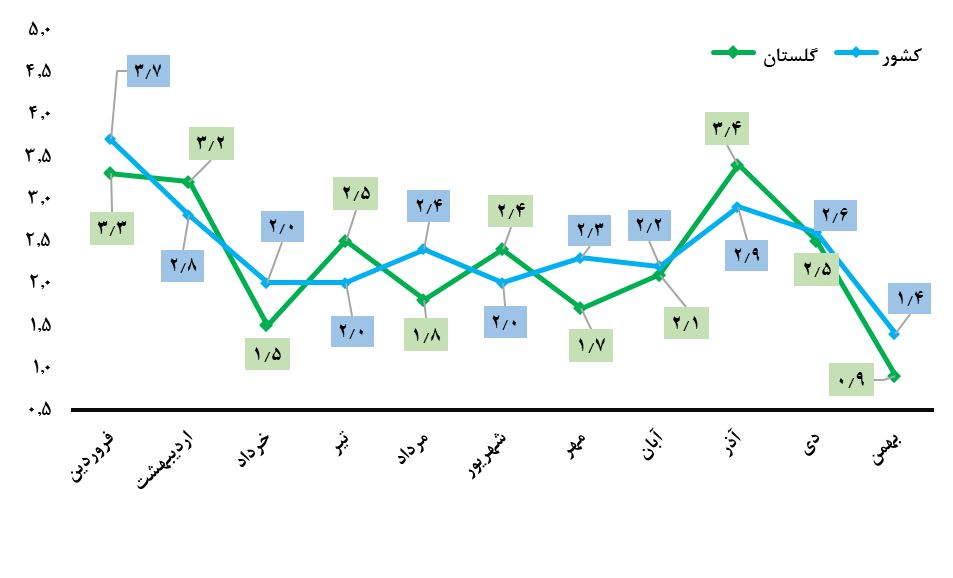 ۵,۰
۴,۵
۴,۰
۳,۵
۳,۰
۲,۵
۲,۰
۱,۵
۱,۰
۰,۵
کشور
گلستان
۳/۷
۳/۳
۳/۲
۲/۸
۲/۰
۱/۵
۲/۵
۲/۰
۲/۴
۱/۸
۲/۴
۲/۰
۲/۳
۱/۷
۲/۲
۲/۱
۳/۴
۲/۹
۲/۶
۲/۵
۱/۴
۰/۹
فروردین
اردیبهشت
خرداد
تیر
مرداد
شهریور
مهر
آبان
آذر
دی
بهمن